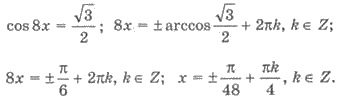 cos 8x = √3/2 ; 8x = ± arccos √3/2 + 2πk, k ∈ Z;
8x = ± π/6 + 2πk, k ∈ Z; x = ± π/48 + πk/4, k ∈ Z.